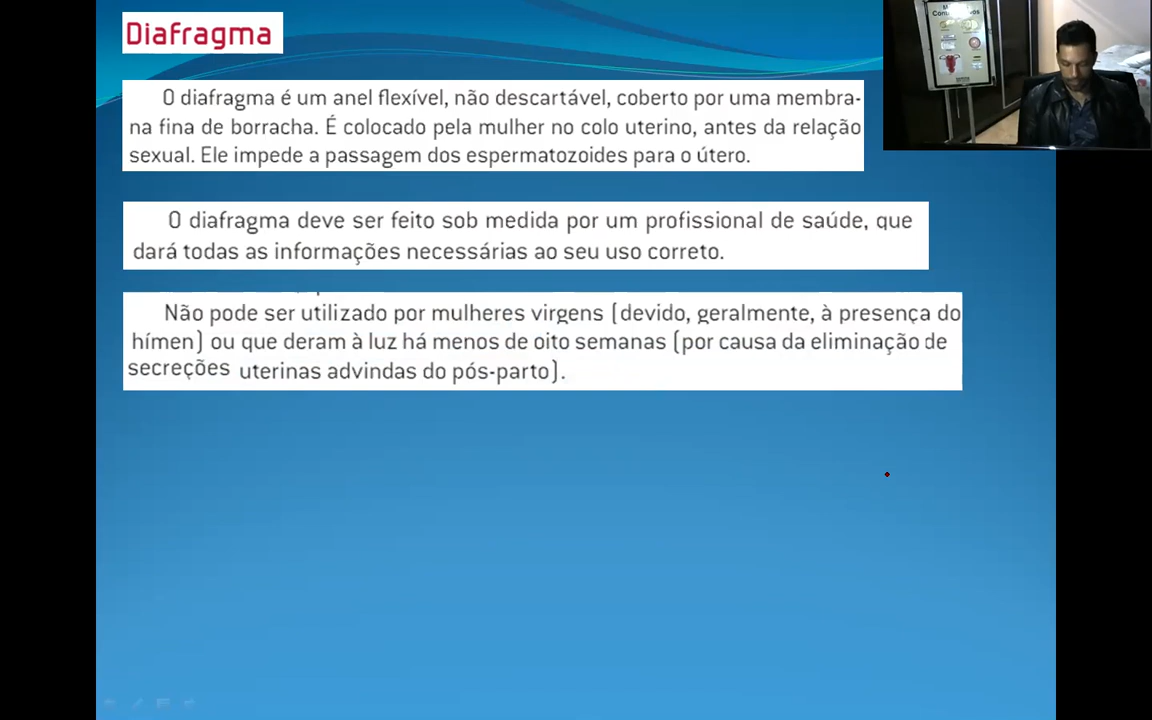 Diafragma
O diafragma é um anel flexível, não descartável, coberto por uma membra-
na fina de borracha. É colocado pela mulher no colo uterino, antes da relação
sexual. Ele impede a passagem dos espermatozoides para o útero.
O diafragma deve ser feito sob medida por um profissional de saúde, que
dará todas as informações necessárias ao seu uso correto.
Não pode ser utilizado por mulheres virgens (devido, geralmente, à presença do
hímen) ou que deram à luz há menos de oito semanas (por causa da eliminação de
secreções uterinas advindas do pós-parto).